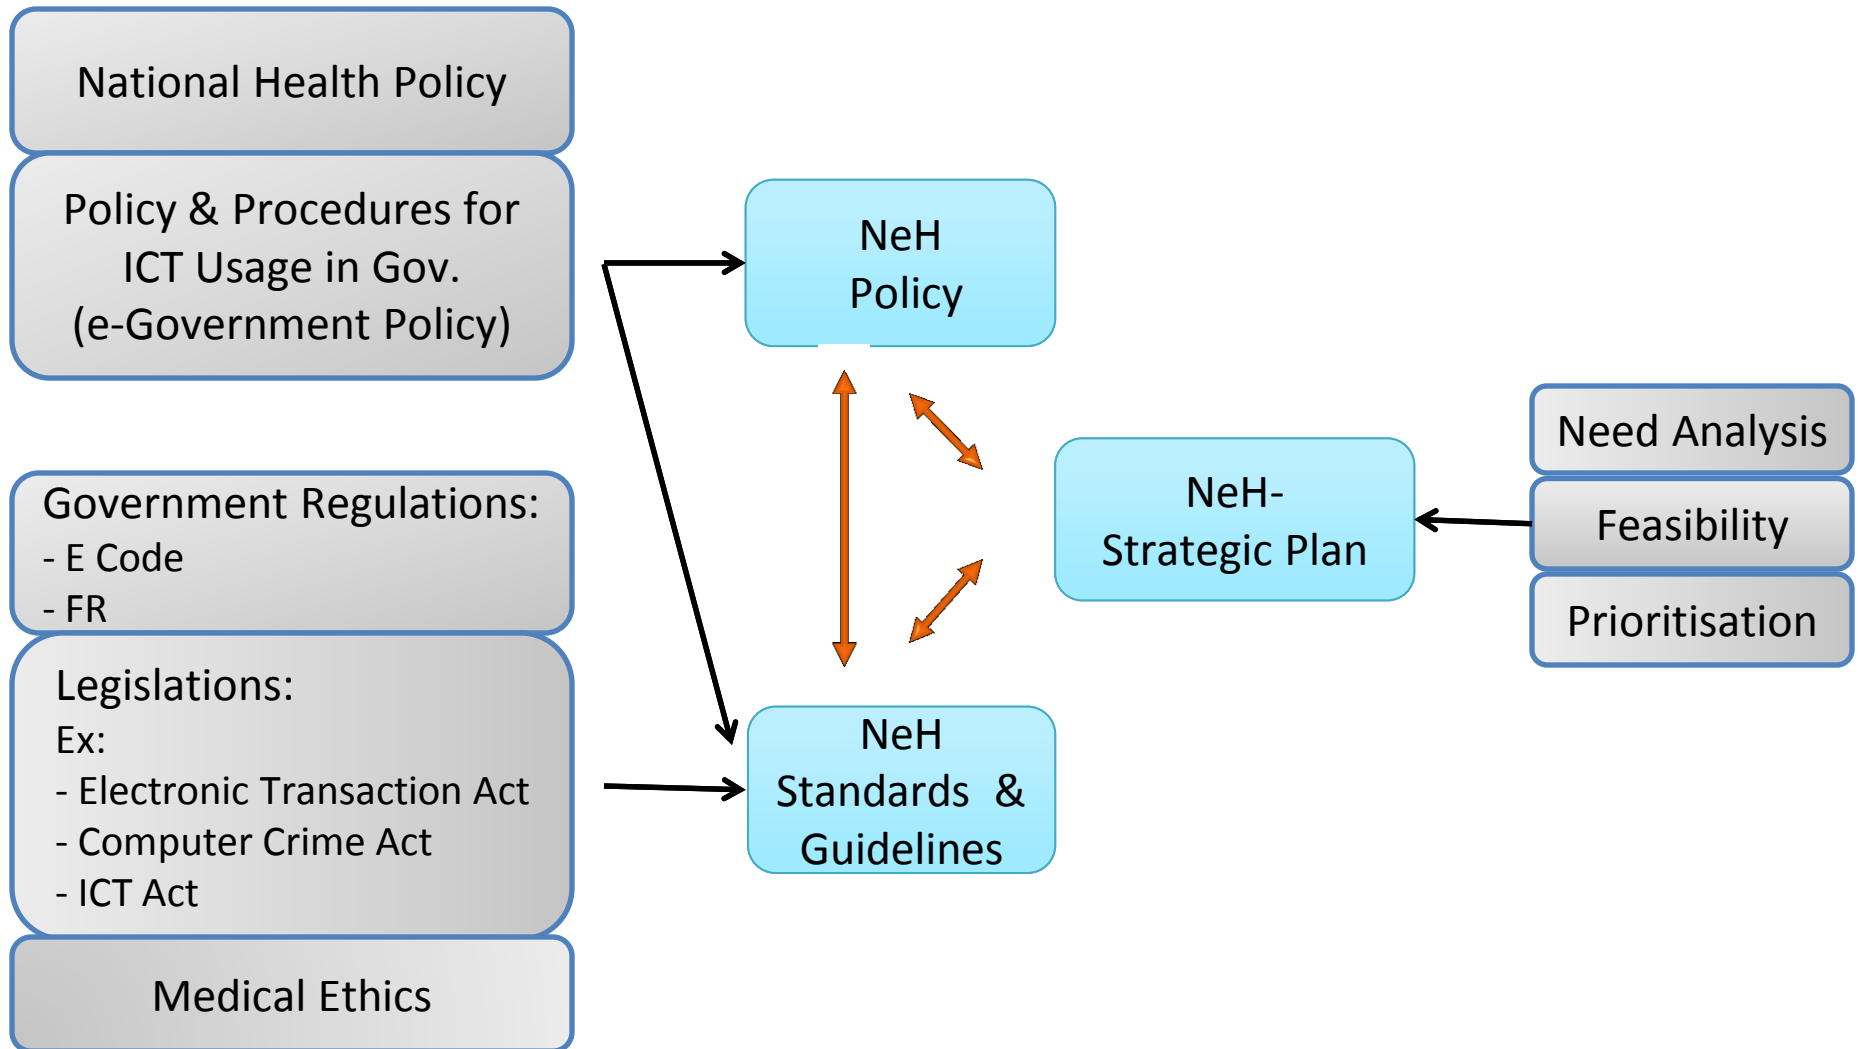 National Health Policy
Policy & Procedures for
ICT Usage in Gov.
(e-Government Policy)
Government Regulations:
- E Code
- FR
Legislations:
Ex:
- Electronic Transaction Act
- Computer Crime Act
- ICT Act
Medical Ethics
NeH
Policy
NeH
Standards & 
Guidelines
NeH-
Strategic Plan
Need Analysis
Feasibility
Prioritisation